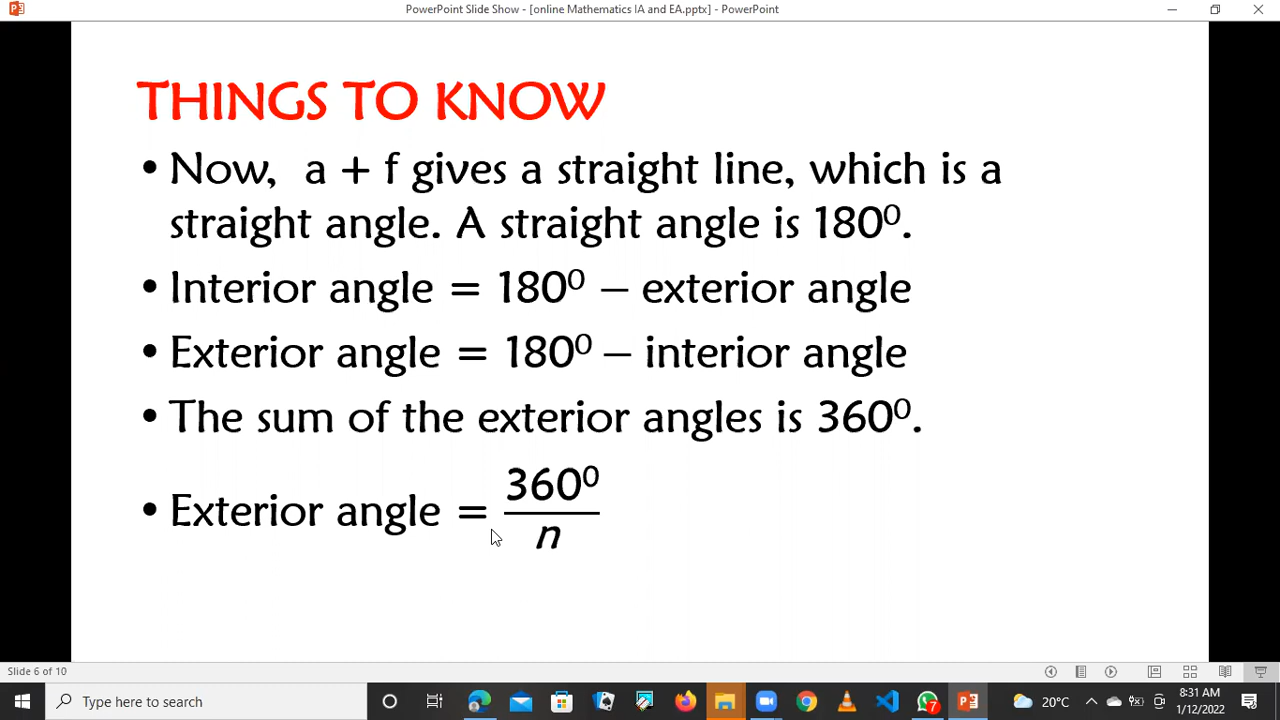 PowerPoint Slide Show - [online Mathematics IA and EA.pptx] - PowerPoint
THINGS TO KNOW
• Now, a + f gives a straight line, which is a
straight angle. A straight angle is 180⁰.
• Interior angle = 180⁰ – exterior angle
• Exterior angle = 180⁰ – interior angle
• The sum of the exterior angles is 360⁰.
• Exterior angle = 360⁰/n
Slide 6 of 10
Type here to search
7
20°C
8:31 AM
1/12/2022